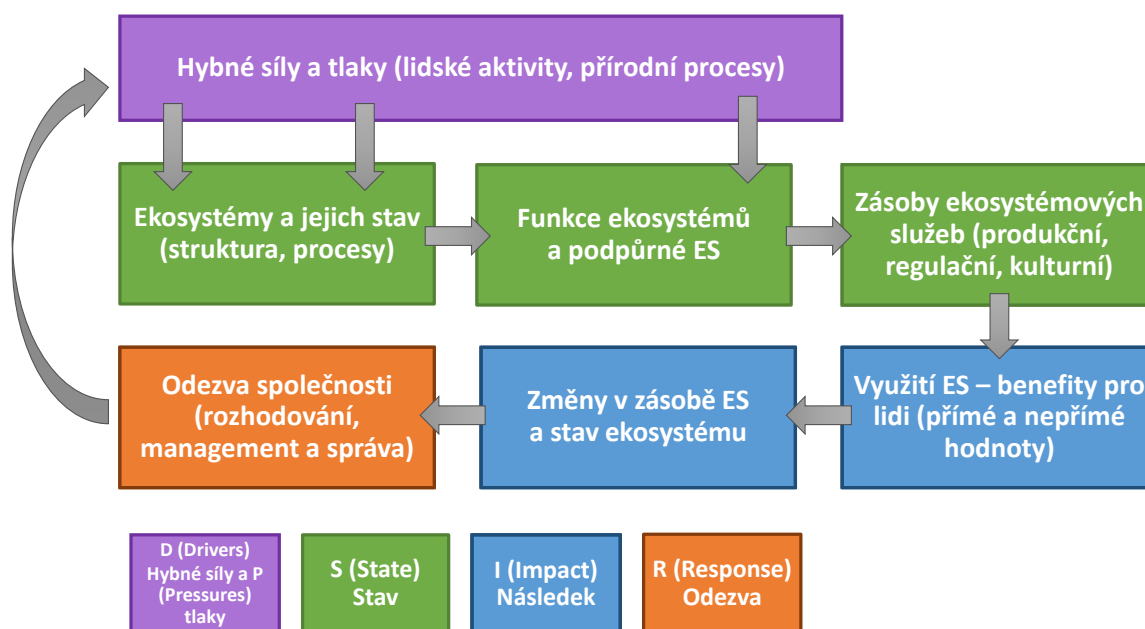 Hybné síly a tlaky (lidské aktivity, přírodní procesy)
Ekosystémy a jejich stav
(struktura, procesy)
Funkce ekosystémů
a podpůrné ES
Zásoby ekosystémových
služeb (produkční,
regulační, kulturní)
Odezva společnosti
(rozhodování,
management a správa)
Změny v zásobě ES
a stav ekosystému
Využití ES – benefity pro
lidi (přímé a nepřímé
hodnoty)
D (Drivers)
Hybné síly a P
(Pressures)
tlaky
S (State)
Stav
I (Impact)
Následek
R (Response)
Odezva